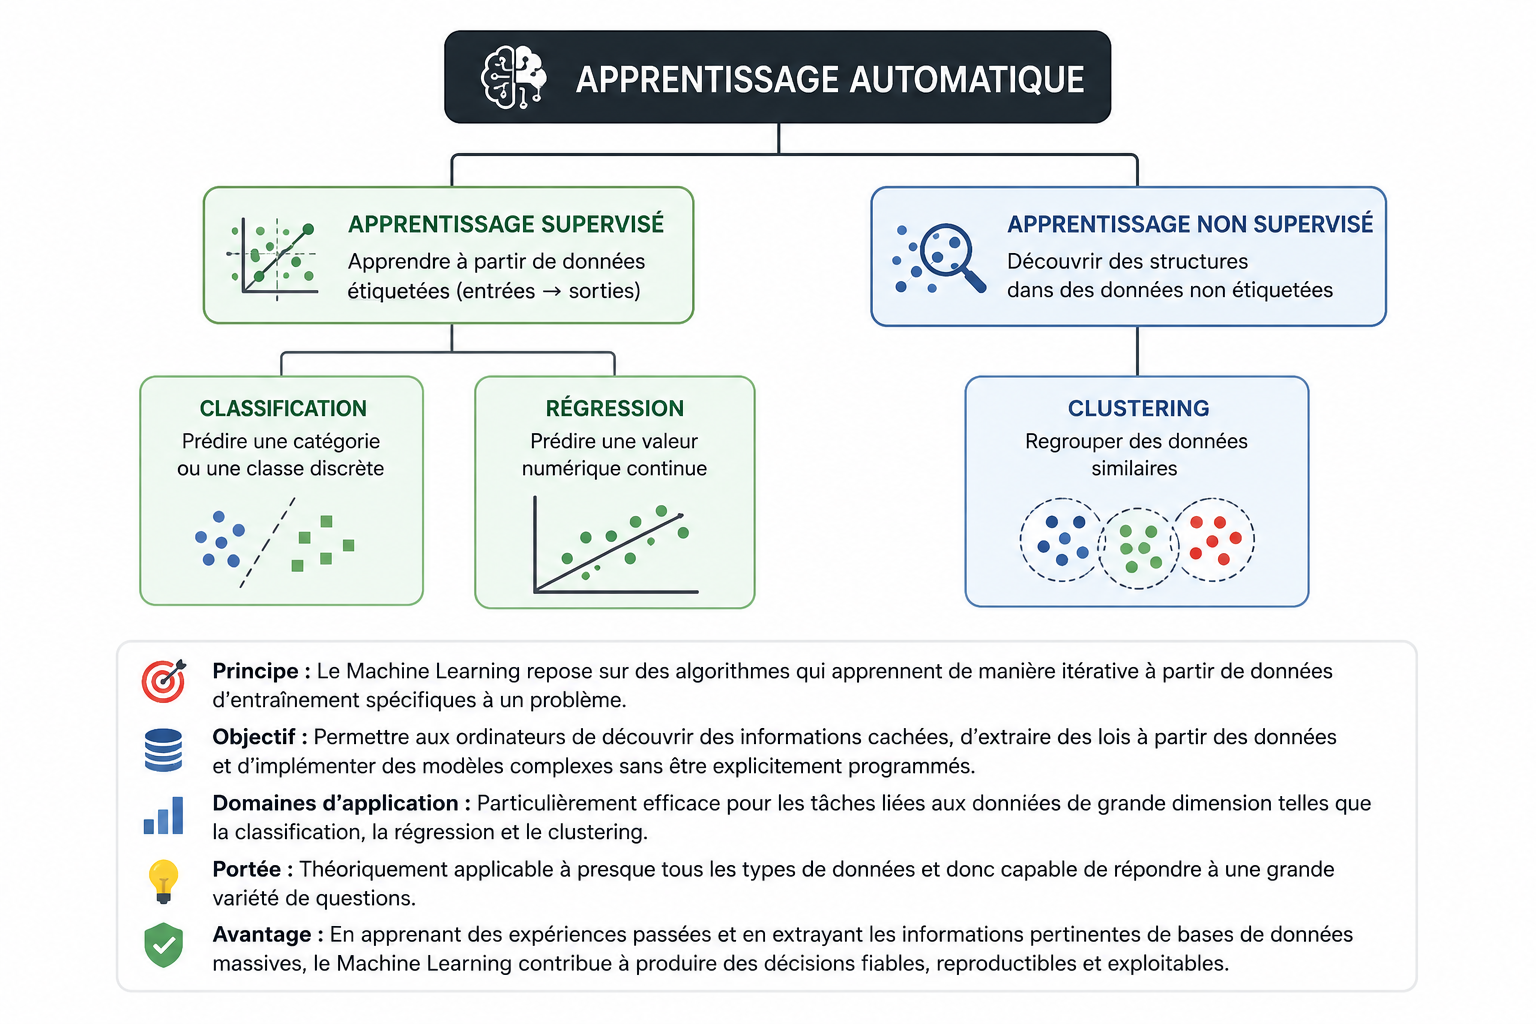 APPRENTISSAGE AUTOMATIQUE
APPRENTISSAGE SUPERVISÉ
Apprendre à partir de données
étiquetées (entrées → sorties)
APPRENTISSAGE NON SUPERVISÉ
Découvrir des structures
dans des données non étiquetées
CLASSIFICATION
Prédire une catégorie
ou une classe discrète
RÉGRESSION
Prédire une valeur
numérique continue
CLUSTERING
Regrouper des données
similaires
Principe : Le Machine Learning repose sur des algorithmes qui apprennent de manière itérative à partir de données
d’entraînement spécifiques à un problème.
Objectif : Permettre aux ordinateurs de découvrir des informations cachées, d’extraire des lois à partir des données
et d’implémenter des modèles complexes sans être explicitement programmés.
Domaines d’application : Particulièrement efficace pour les tâches liées aux donniées de grande dimension telles que
la classification, la régression et le clustering.
Portée : Théoriquement applicable à presque tous les types de données et donc capable de répondre à une grande
variété de questions.
Avantage : En apprenant des expériences passées et en extrayant les informations pertinentes de bases de données
massives, le Machine Learning contribue à produire des décisions fiables, reproductibles et exploitables.